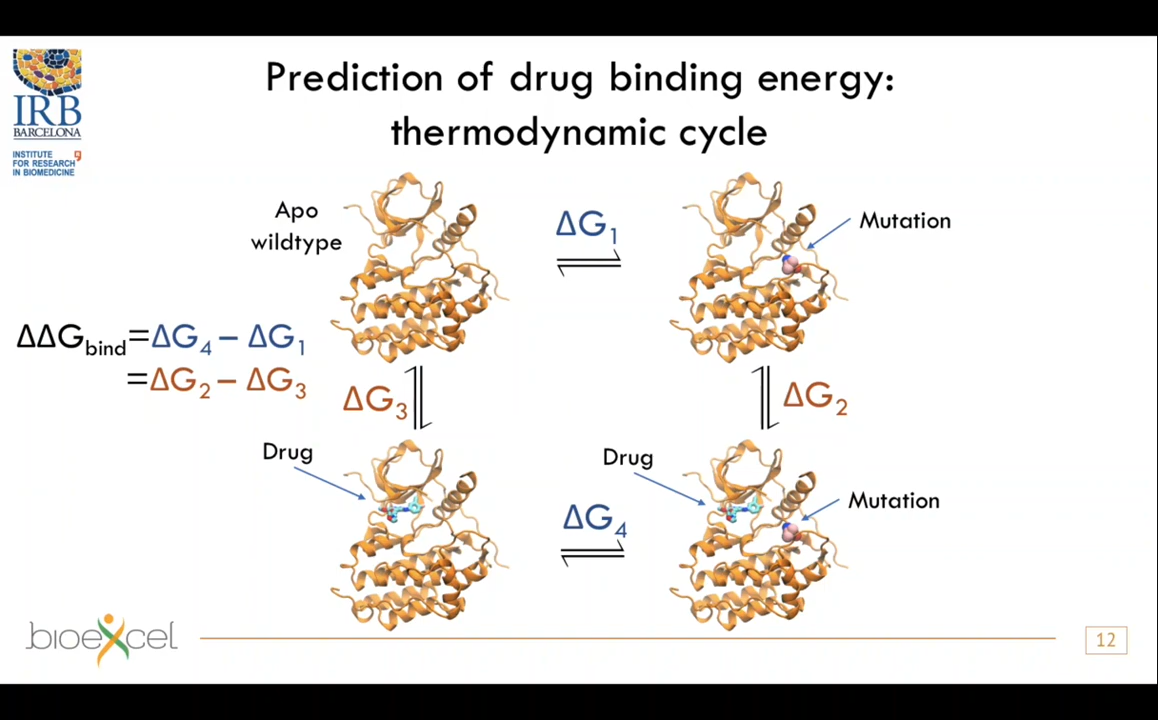 IRB
BARCELONA
INSTITUTE
FOR RESEARCH
IN BIOMEDICINE
Prediction of drug binding energy:
thermodynamic cycle
Apo
wildtype
ΔG₁
Mutation
ΔΔG_bind=ΔG₄ – ΔG₁
=ΔG₂ – ΔG₃
ΔG₃
ΔG₂
Drug
Drug
ΔG₄
Mutation
bioexcel
12